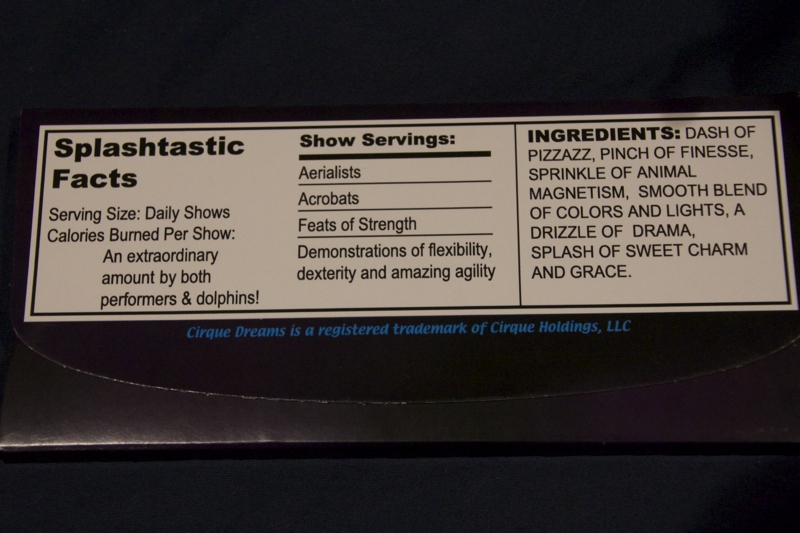 Splashtastic
Facts
Serving Size: Daily Shows
Calories Burned Per Show:
An extraordinary
amount by both
performers & dolphins!
Show Servings:
Aerialists
Acrobats
Feats of Strength
Demonstrations of flexibility,
dexterity and amazing agility
INGREDIENTS: DASH OF
PIZZAZZ, PINCH OF FINESSE,
SPRINKLE OF ANIMAL
MAGNETISM, SMOOTH BLEND
OF COLORS AND LIGHTS, A
DRIZZLE OF DRAMA,
SPLASH OF SWEET CHARM
AND GRACE.
Cirque Dreams is a registered trademark of Cirque Holdings, LLC